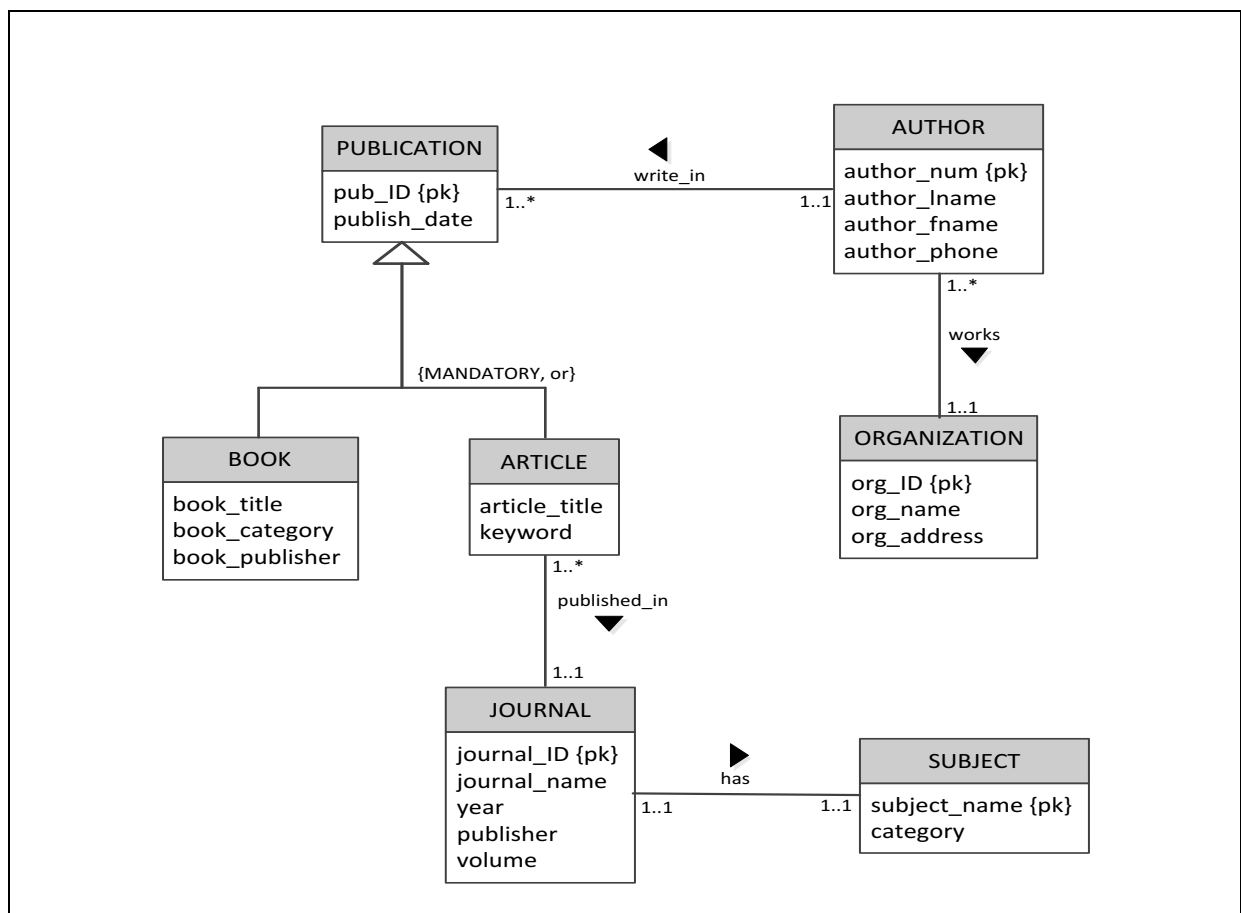 PUBLICATION
pub_ID {pk}
publish_date
write_in
1..*
1..1
AUTHOR
author_num {pk}
author_lname
author_fname
author_phone
1..*
works
1..1
{MANDATORY, or}
BOOK
book_title
book_category
book_publisher
ARTICLE
article_title
keyword
ORGANIZATION
org_ID {pk}
org_name
org_address
1..*
published_in
1..1
JOURNAL
journal_ID {pk}
journal_name
year
publisher
volume
has
1..1
1..1
SUBJECT
subject_name {pk}
category